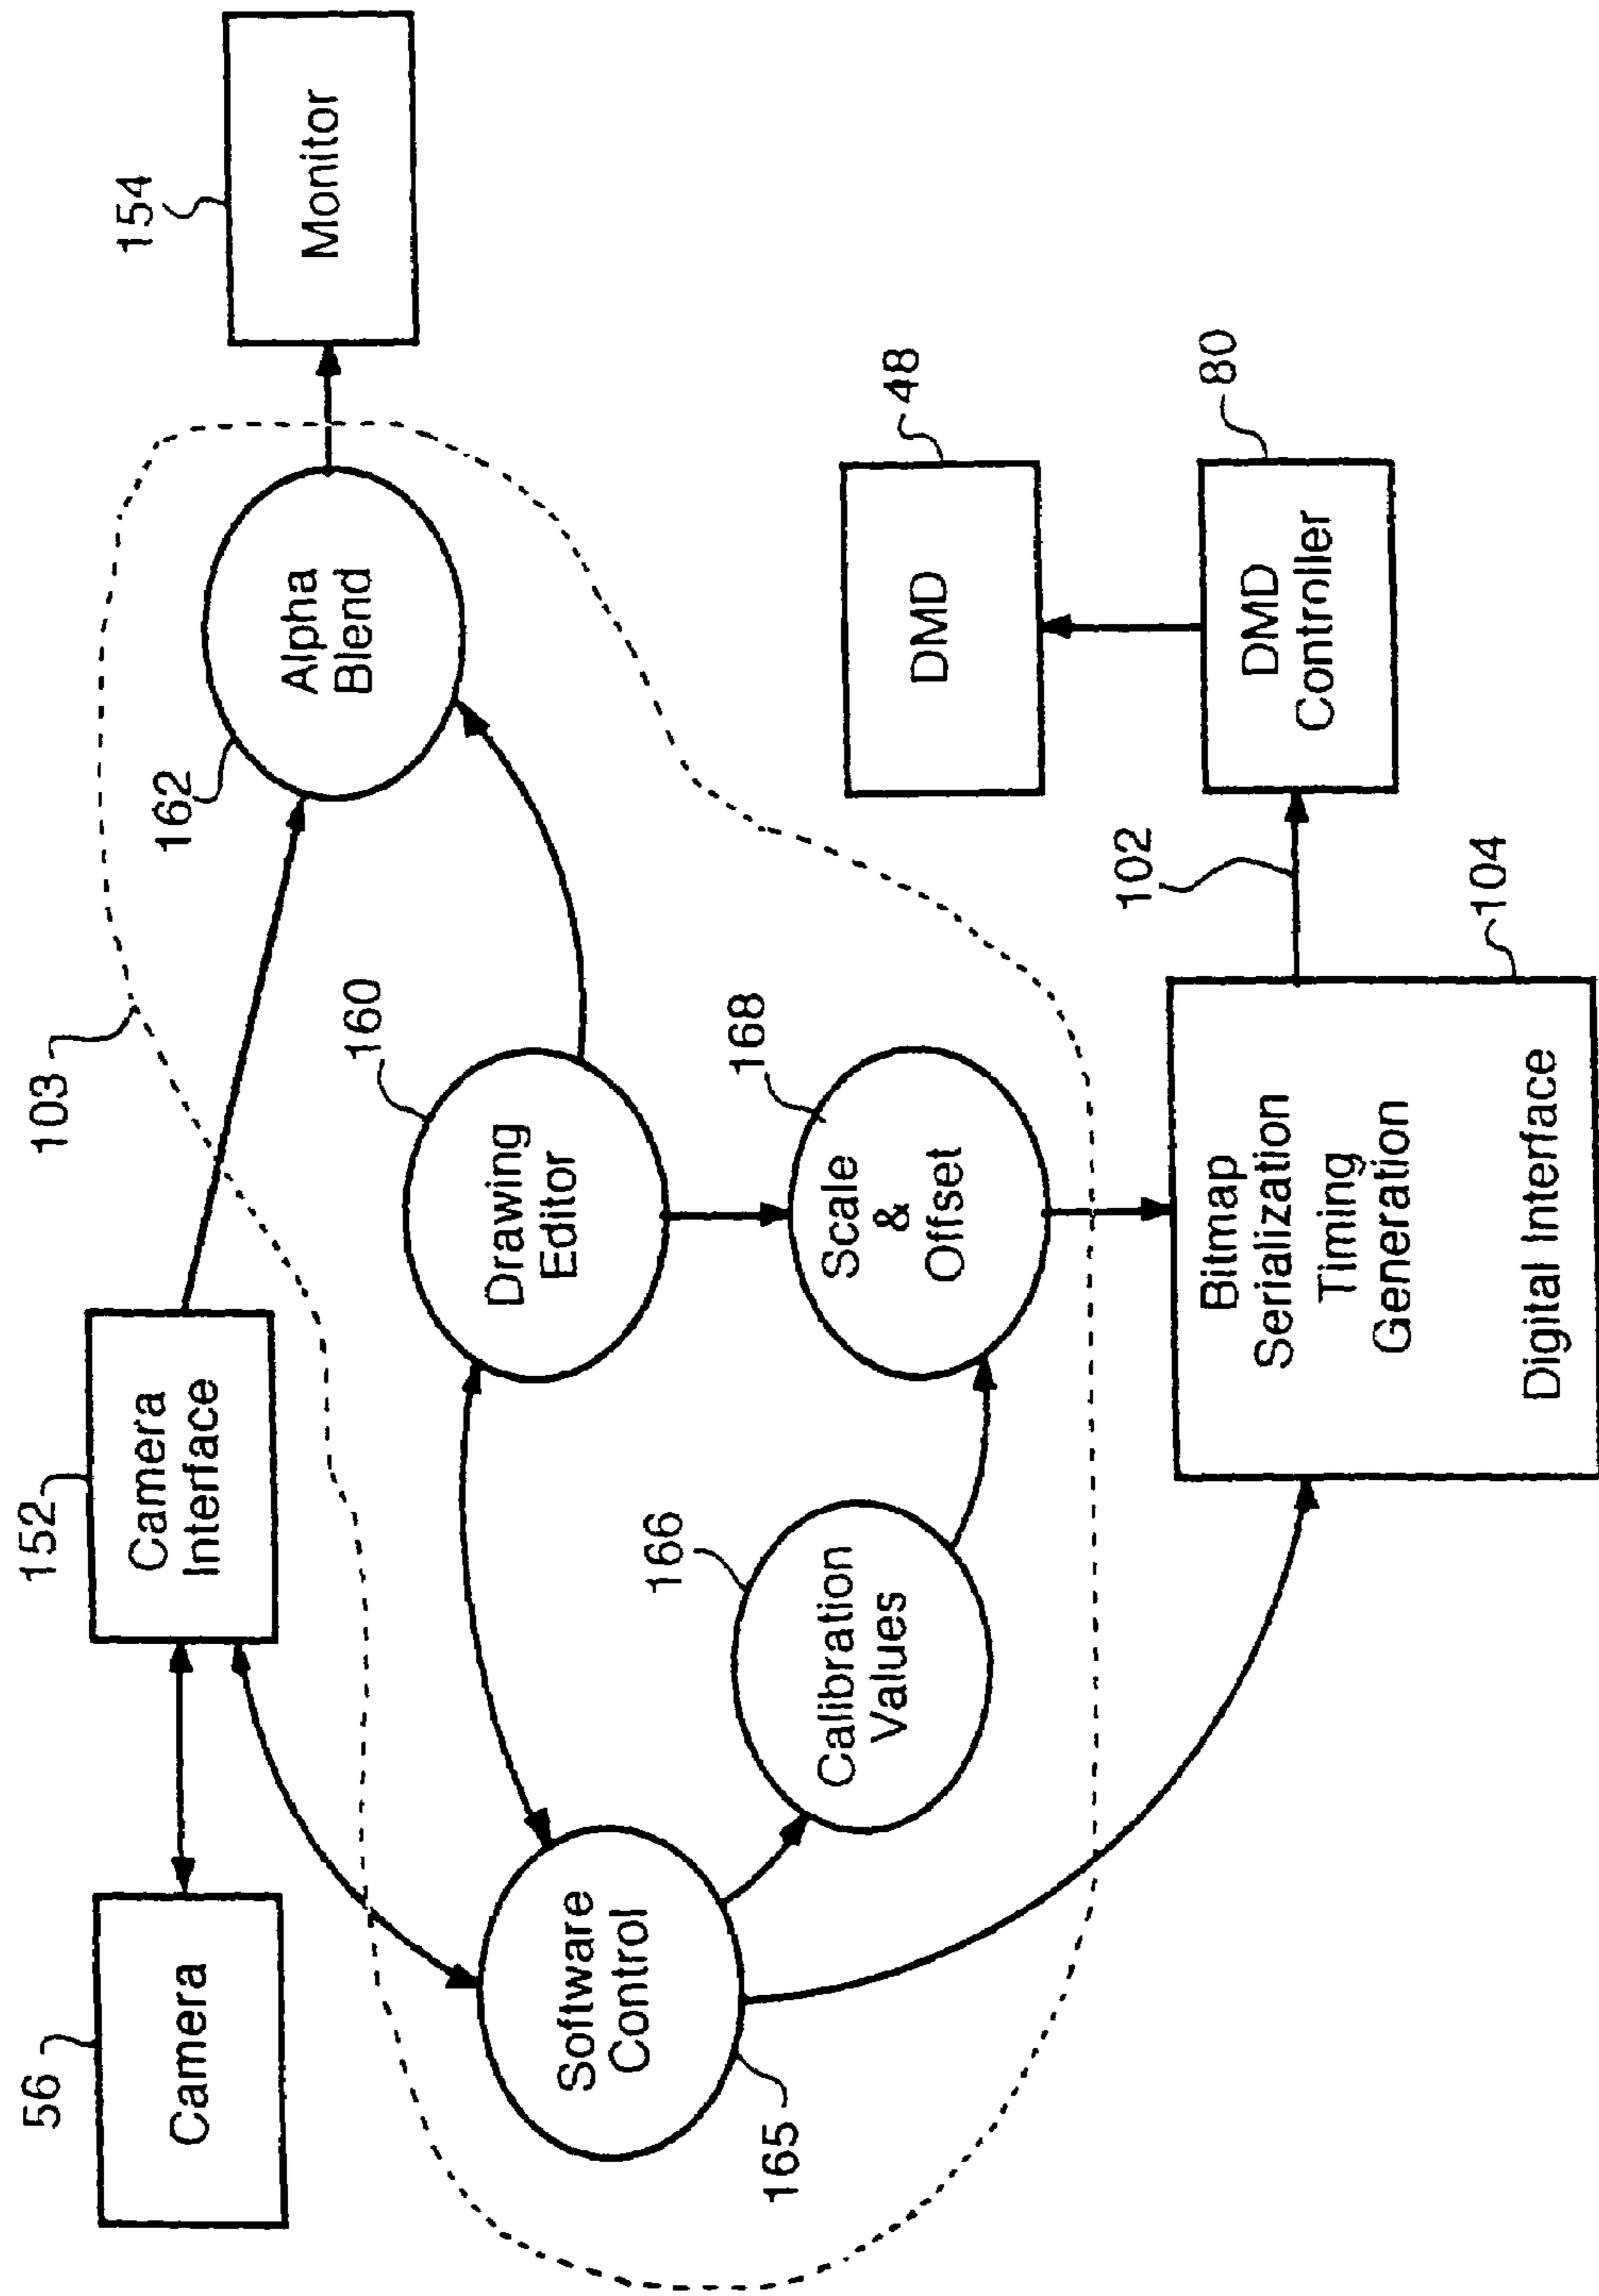 56
Camera
152
Camera
Interface
103
162
Alpha
Blend
154
Monitor
160
Drawing
Editor
165
Software
Control
166
Calibration
Values
168
Scale
&
Offset
48
DMD
80
DMD
Controller
102
104
Bitmap
Serialization
Timing
Generation
Digital Interface